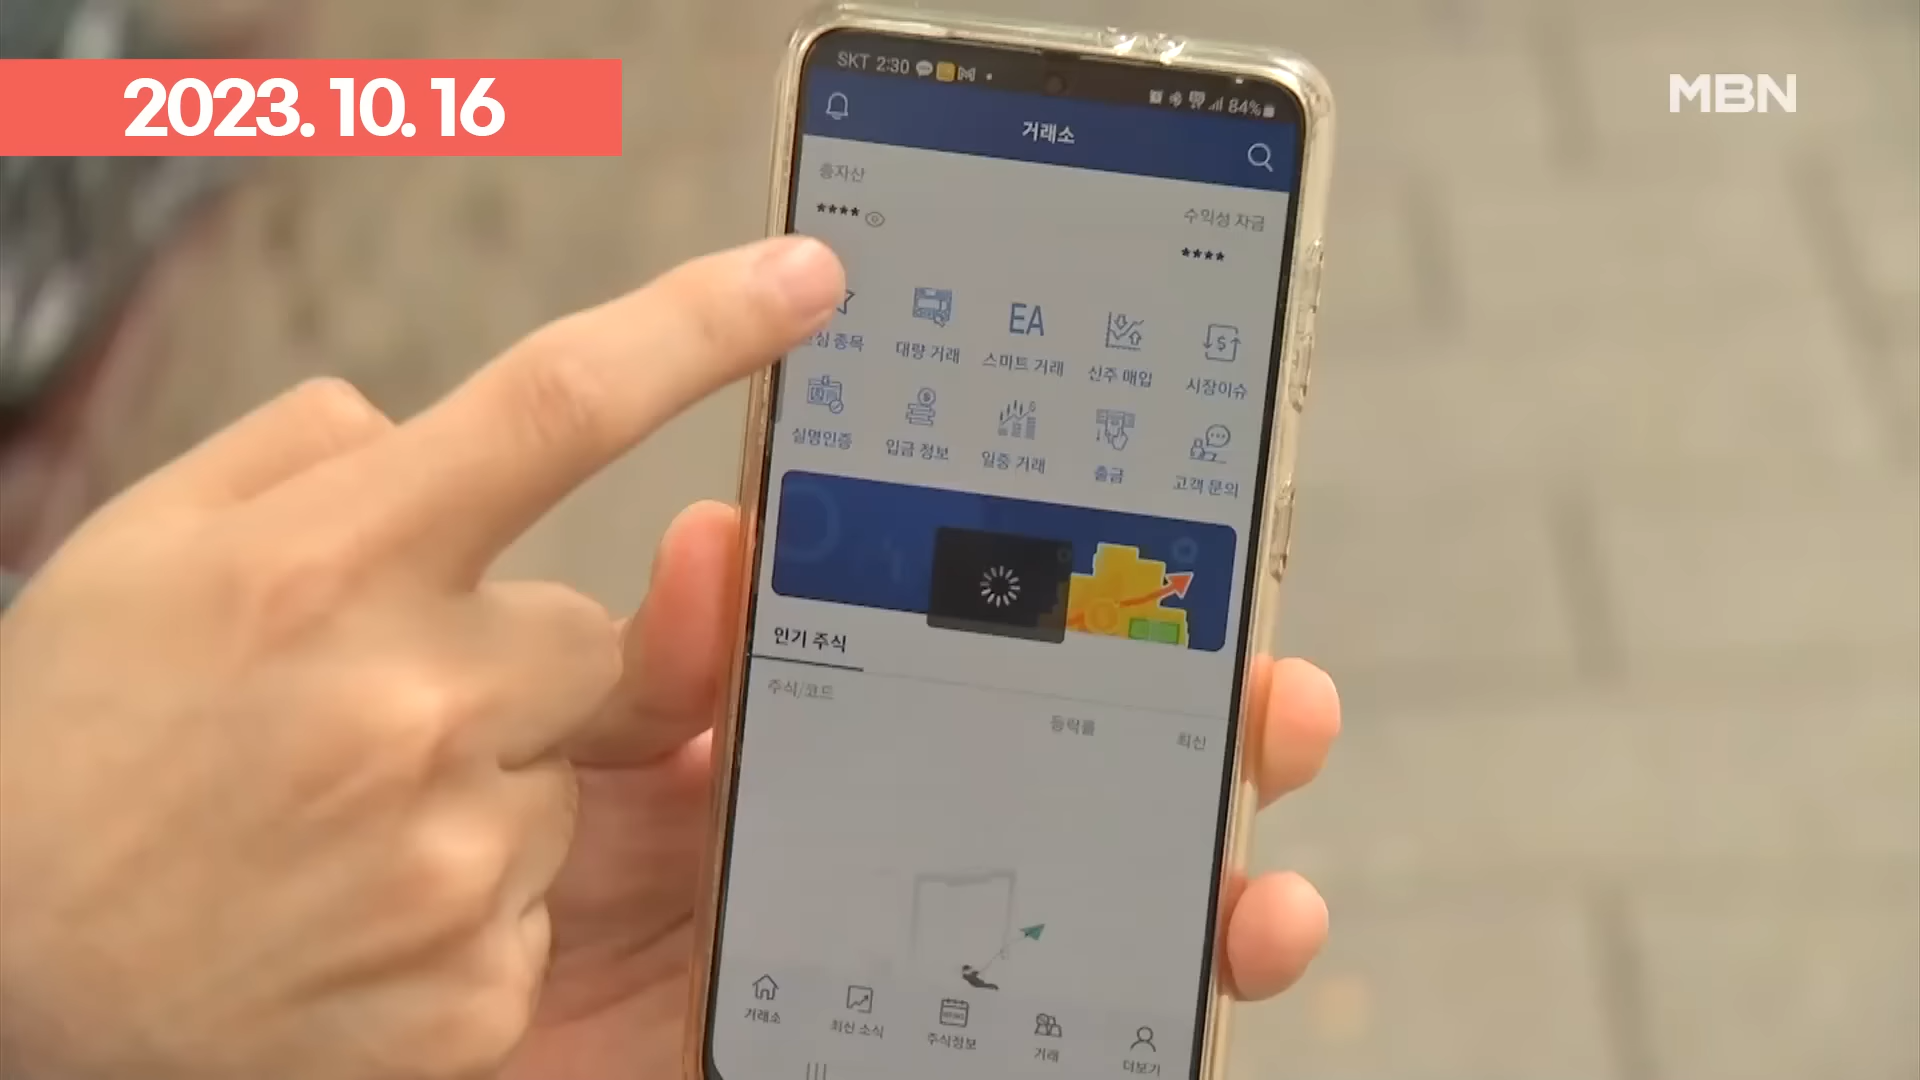 2023. 10. 16
MBN
SKT 2:30
84%
거래소
총자산
수익성 자금
****
****
심 종목
대량 거래
EA
스마트 거래
신주 매입
시장이슈
실명인증
입금 정보
일중 거래
출금
고객 문의
인기 주식
주식/코드
등락률
최신
거래소
최신 소식
주식정보
거래
더보기